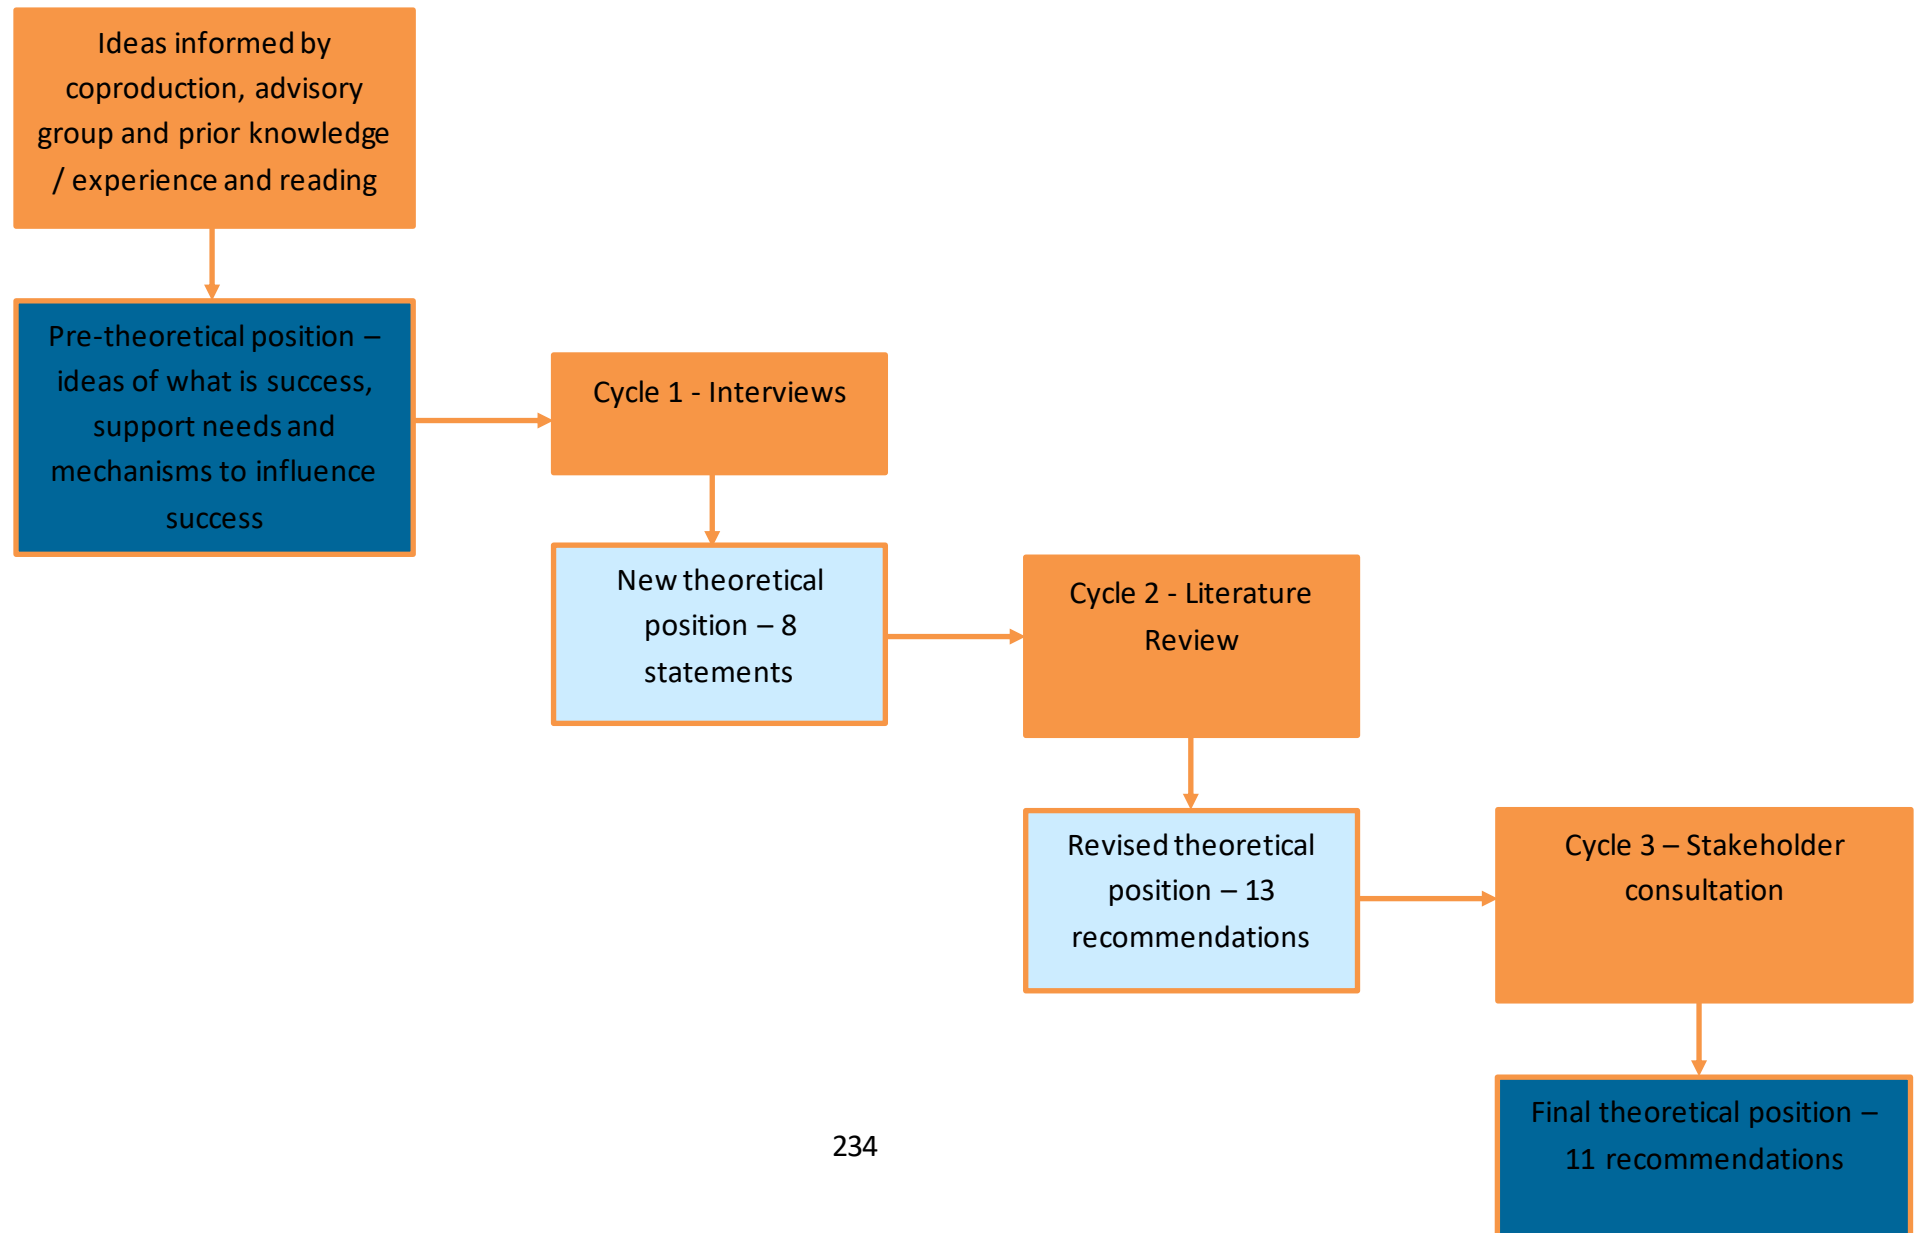 Ideas informed by
coproduction, advisory
group and prior knowledge
/ experience and reading
Pre-theoretical position –
ideas of what is success,
support needs and
mechanisms to influence
success
Cycle 1 - Interviews
New theoretical
position – 8
statements
Cycle 2 - Literature
Review
Revised theoretical
position – 13
recommendations
Cycle 3 – Stakeholder
consultation
Final theoretical position –
11 recommendations
234